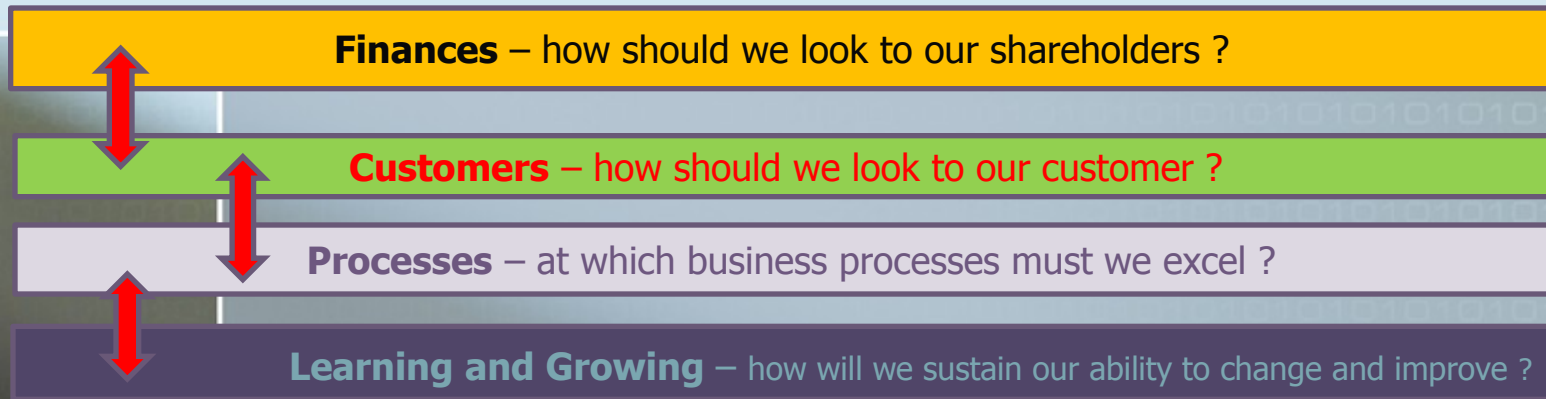 Finances – how should we look to our shareholders ?
Customers – how should we look to our customer ?
Processes – at which business processes must we excel ?
Learning and Growing – how will we sustain our ability to change and improve ?